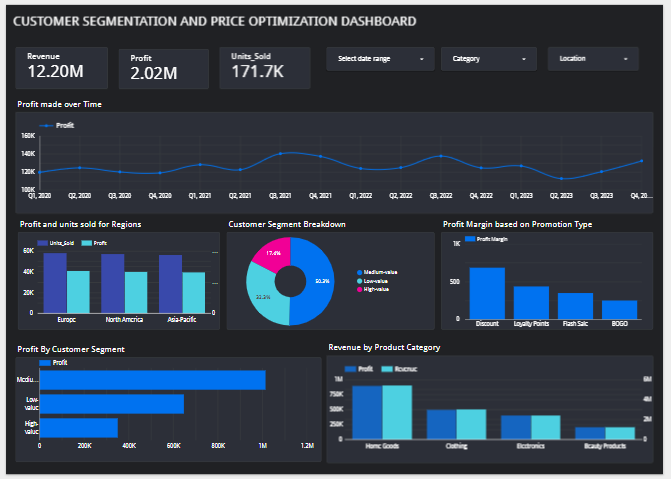 CUSTOMER SEGMENTATION AND PRICE OPTIMIZATION DASHBOARD
Revenue
12.20M
Profit
2.02M
Units_Sold
171.7K
Select date range
Category
Location
Profit made over Time
Profit
160K
140K
120K
100K
Q1, 2020 Q2, 2020 Q3, 2020 Q4, 2020 Q1, 2021 Q2, 2021 Q3, 2021 Q4, 2021 Q1, 2022 Q2, 2022 Q3, 2022 Q4, 2022 Q1, 2023 Q2, 2023 Q3, 2023 Q4, 20...
Profit and units sold for Regions
Units_Sold Profit
60K
40K
20K
0
0
Europe North America Asia-Pacific
Customer Segment Breakdown
17.4%
50.3%
32.3%
Medium-value
Low-value
High-value
Profit Margin based on Promotion Type
Profit Margin
1K
500
0
Discount Loyalty Points Flash Sale BOGO
Profit By Customer Segment
Profit
Mediu...
Low-
value
High-
value
0 200K 400K 600K 800K 1M 1.2M
Revenue by Product Category
Profit Revenue
1M 6M
750K 4M
500K
250K 2M
0 0
Home Goods Clothing Electronics Beauty Products